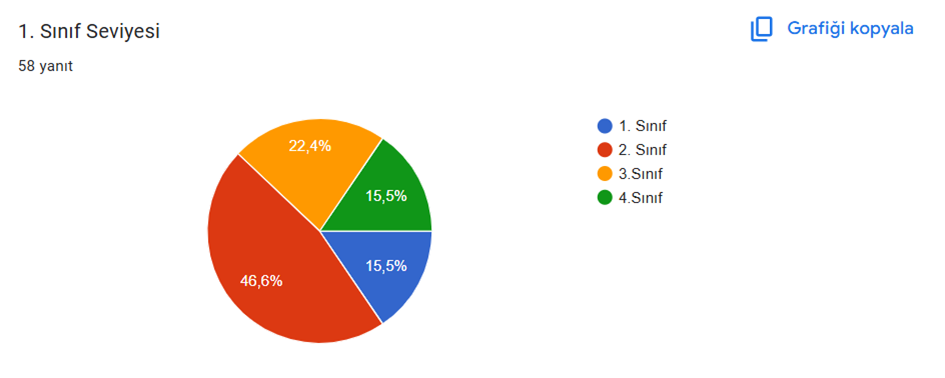 1. Sınıf Seviyesi
Grafiği kopyala
58 yanıt
22,4%
15,5%
15,5%
46,6%
1. Sınıf
2. Sınıf
3.Sınıf
4.Sınıf